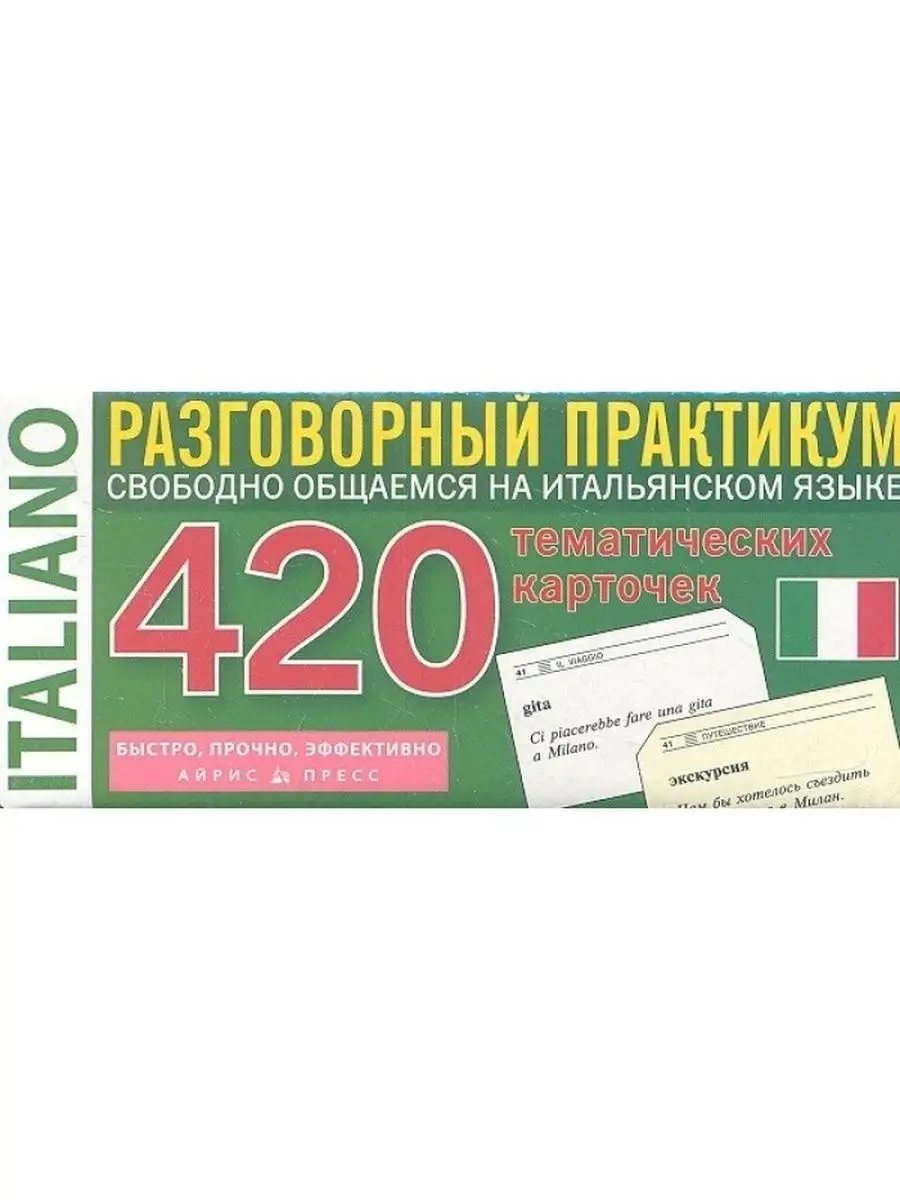 ITALIANO
РАЗГОВОРНЫЙ ПРАКТИКУМ
СВОБОДНО ОБЩАЕМСЯ НА ИТАЛЬЯНСКОМ ЯЗЫКЕ
420
тематических
карточек
41 IL VIAGGIO
gita
Ci piacerebbe fare una gita
a Milano.
41 ПУТЕШЕСТВИЕ
экскурсия
Нам бы хотелось съездить
в Милан.
БЫСТРО, ПРОЧНО, ЭФФЕКТИВНО
АЙРИС ПРЕСС